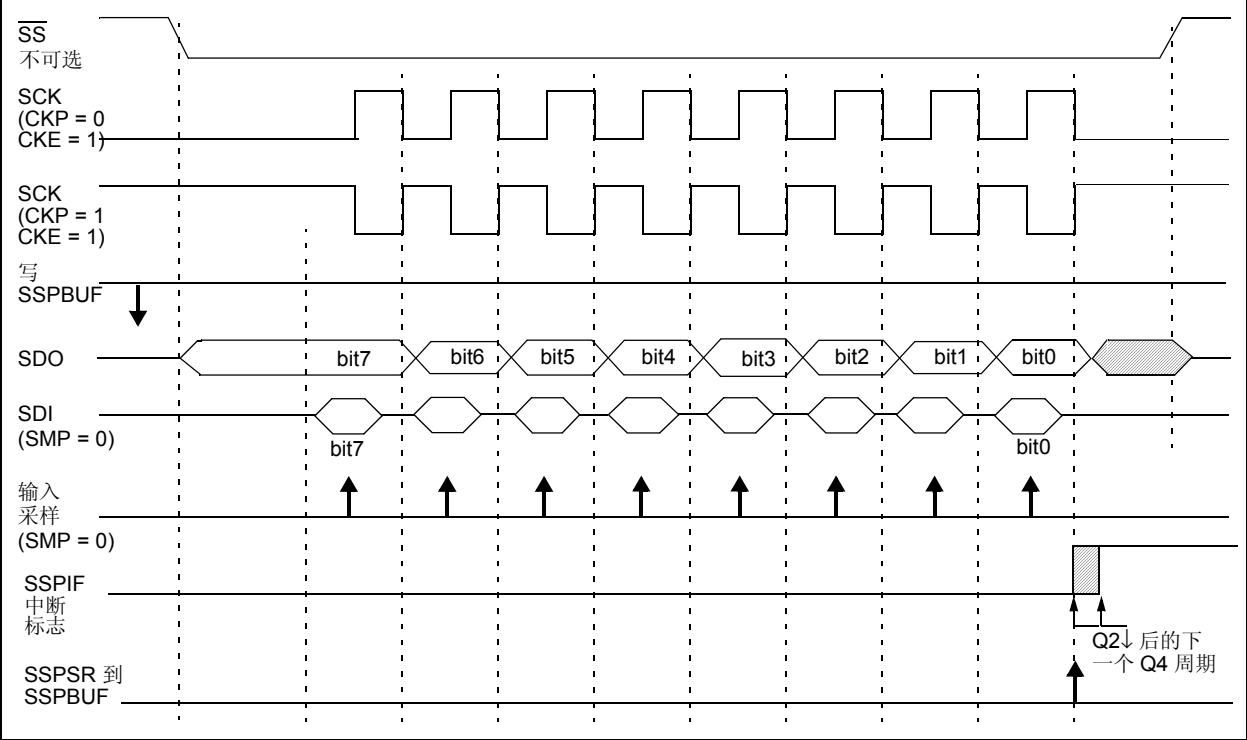 SS
不可选
SCK
(CKP = 0
CKE = 1)
SCK
(CKP = 1
CKE = 1)
写
SSPBUF
SDO
bit7
bit6
bit5
bit4
bit3
bit2
bit1
bit0
SDI
(SMP = 0)
bit7
bit0
输入
采样
(SMP = 0)
SSPIF
中断
标志
Q2↓ 后的下
一个 Q4 周期
SSPSR 到
SSPBUF